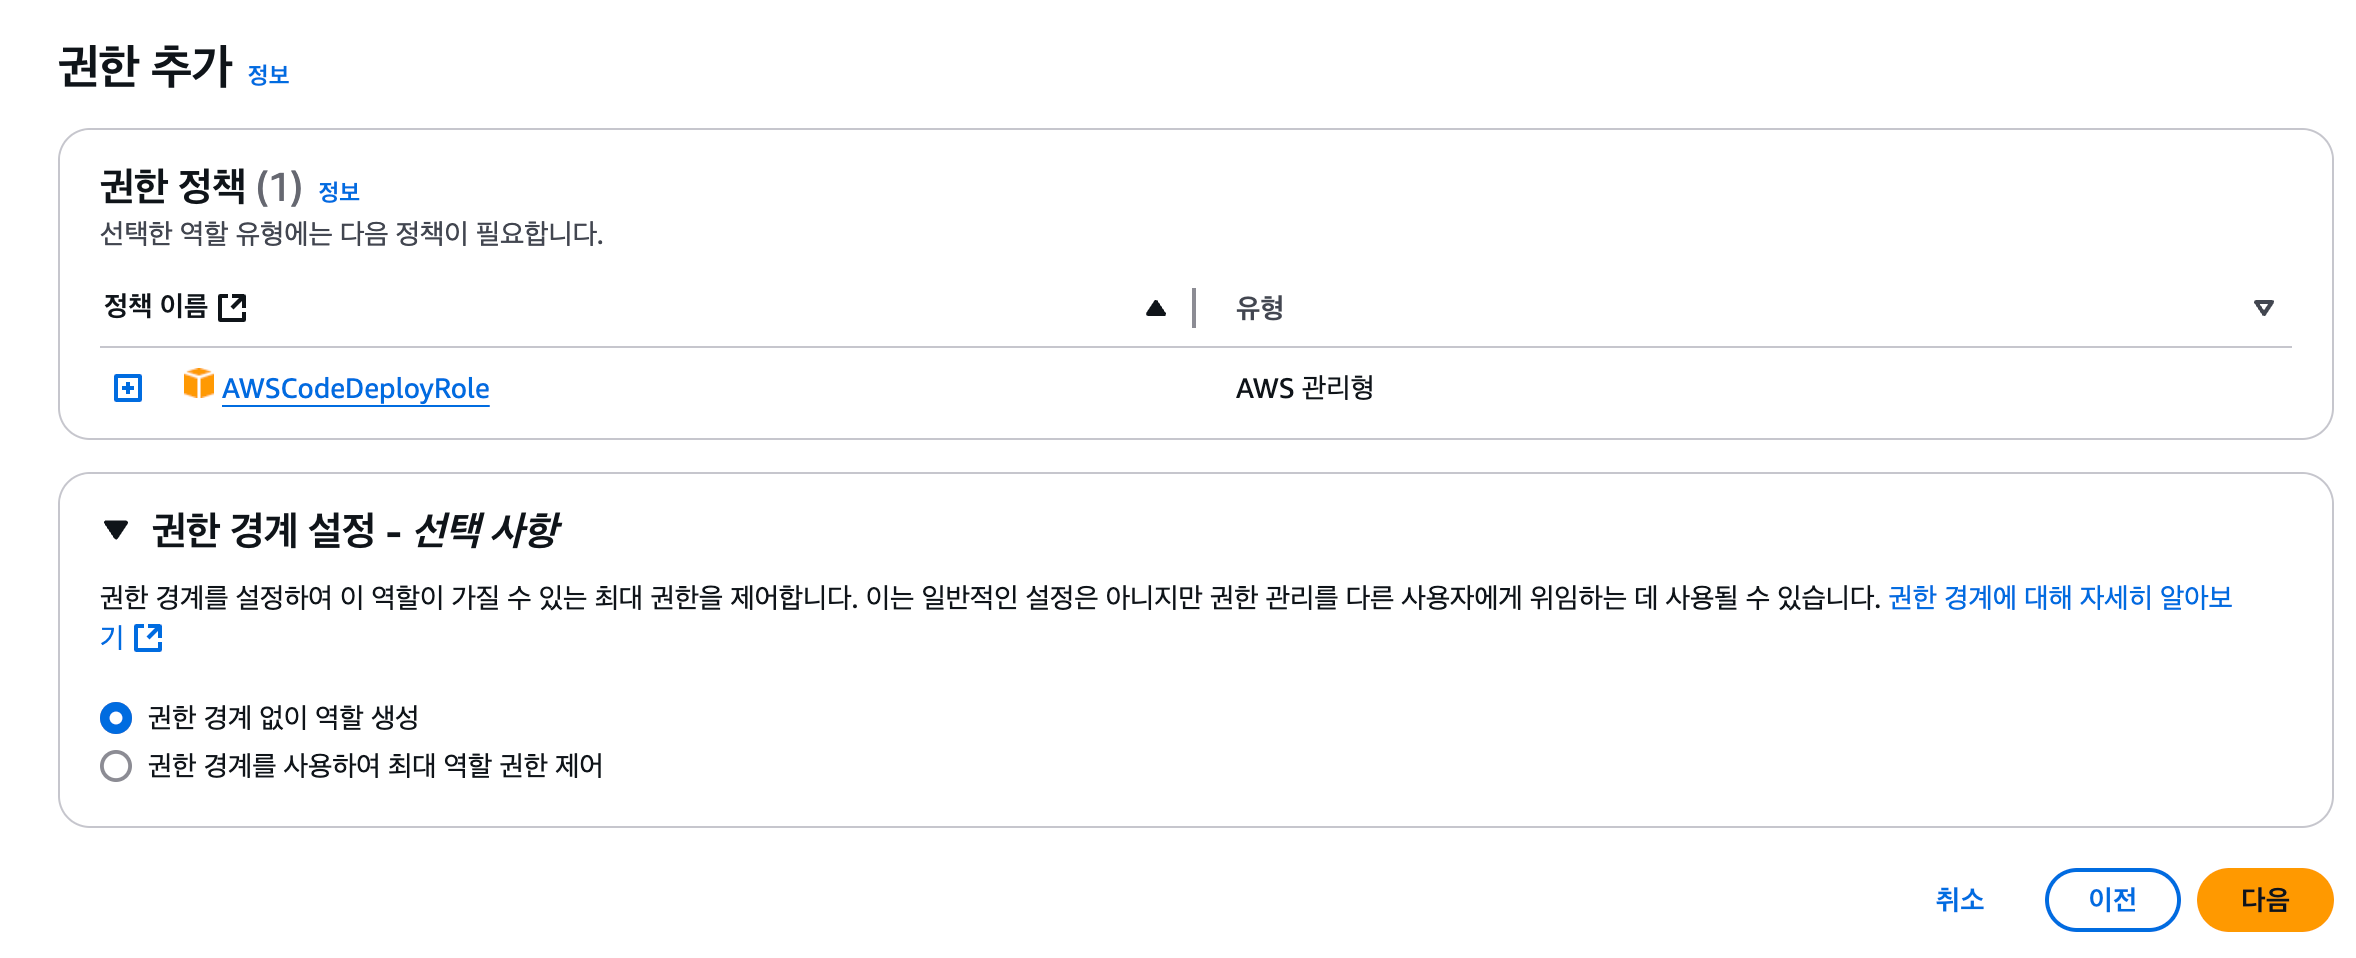 권한 추가 정보
권한 정책 (1) 정보
선택한 역할 유형에는 다음 정책이 필요합니다.
정책 이름 유형
AWSCodeDeployRole AWS 관리형
권한 경계 설정 - 선택 사항
권한 경계를 설정하여 이 역할이 가질 수 있는 최대 권한을 제어합니다. 이는 일반적인 설정은 아니지만 권한 관리를 다른 사용자에게 위임하는 데 사용될 수 있습니다. 권한 경계에 대해 자세히 알아보
기
권한 경계 없이 역할 생성
권한 경계를 사용하여 최대 역할 권한 제어
취소 이전 다음